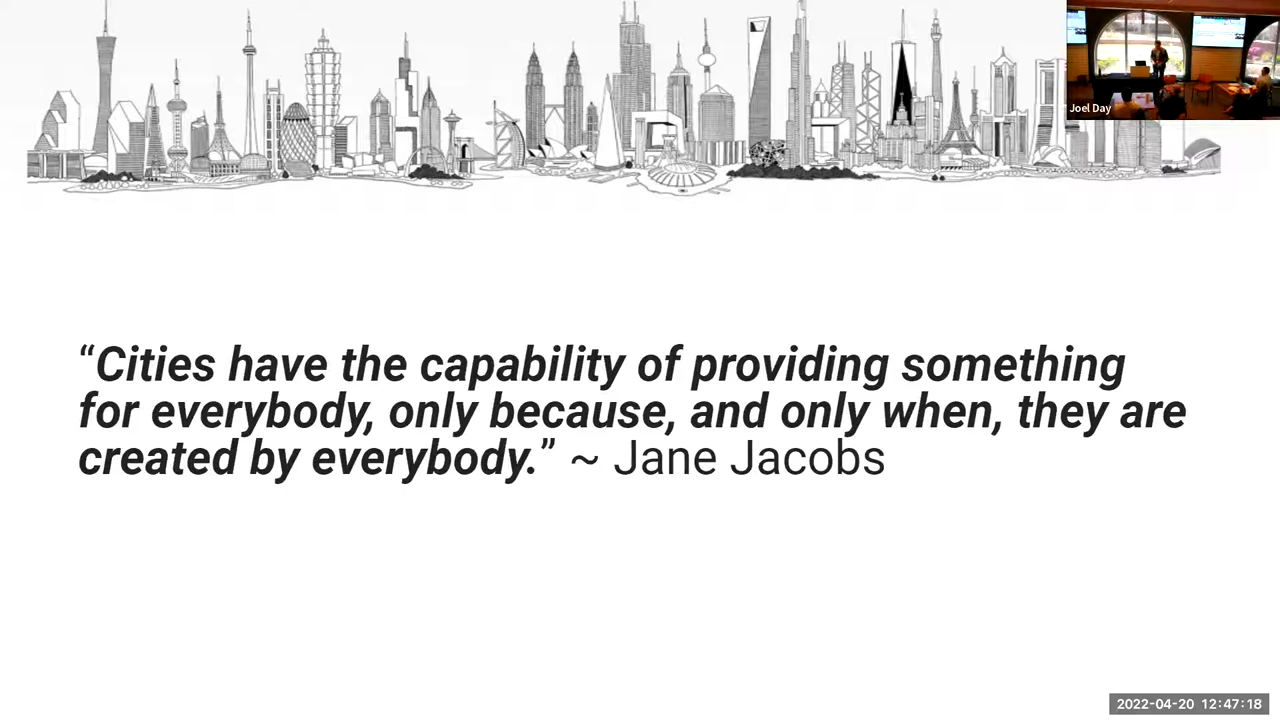 Joel Day
“Cities have the capability of providing something
for everybody, only because, and only when, they are
created by everybody.” ~ Jane Jacobs
2022-04-20 12:47:18